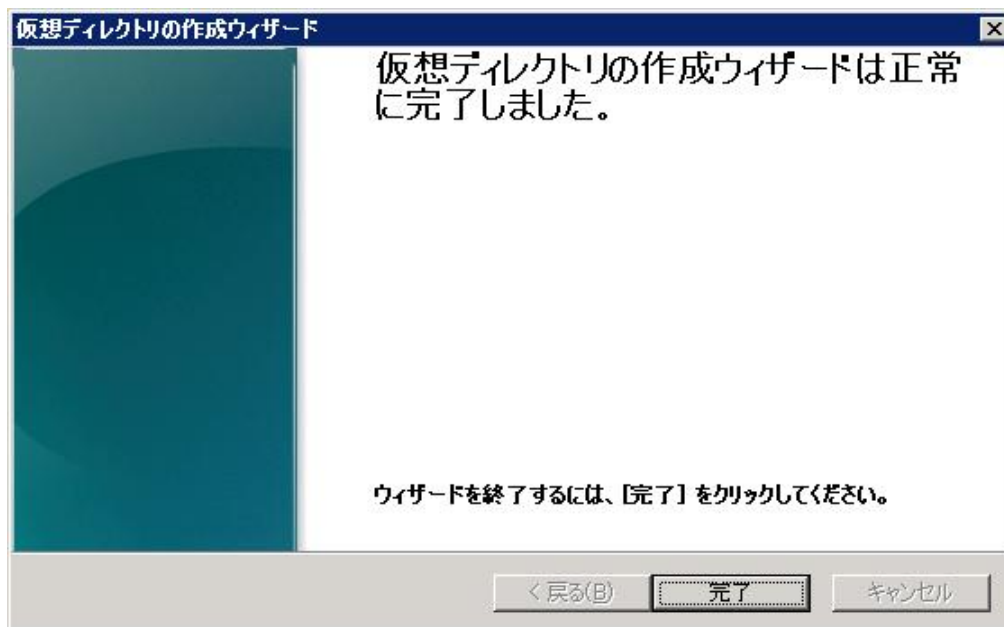 仮想ディレクトリの作成ウィザード
仮想ディレクトリの作成ウィザードは正常
に完了しました。
ウィザードを終了するには、[完了] をクリックしてください。
< 戻る(B)
完了
キャンセル